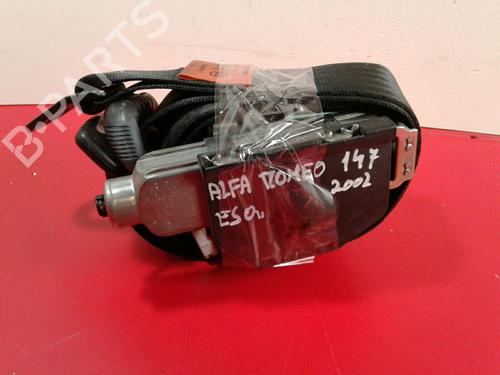 B-PARTS
ALFA ROMEO 147
2002
ESQ.